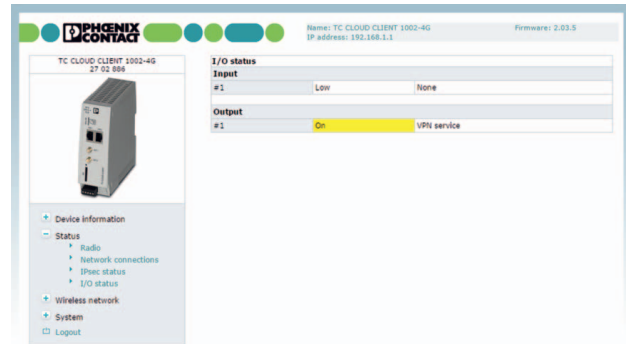 PHŒNIX
CONTACT
Name: TC CLOUD CLIENT 1002-4G
IP address: 192.168.1.1
Firmware: 2.03.5
TC CLOUD CLIENT 1002-4G
27 02 886
I/O status
Input
#1 Low None
Output
#1 On VPN service
Device information
Status
Radio
Network connections
IPsec status
I/O status
Wireless network
System
Logout